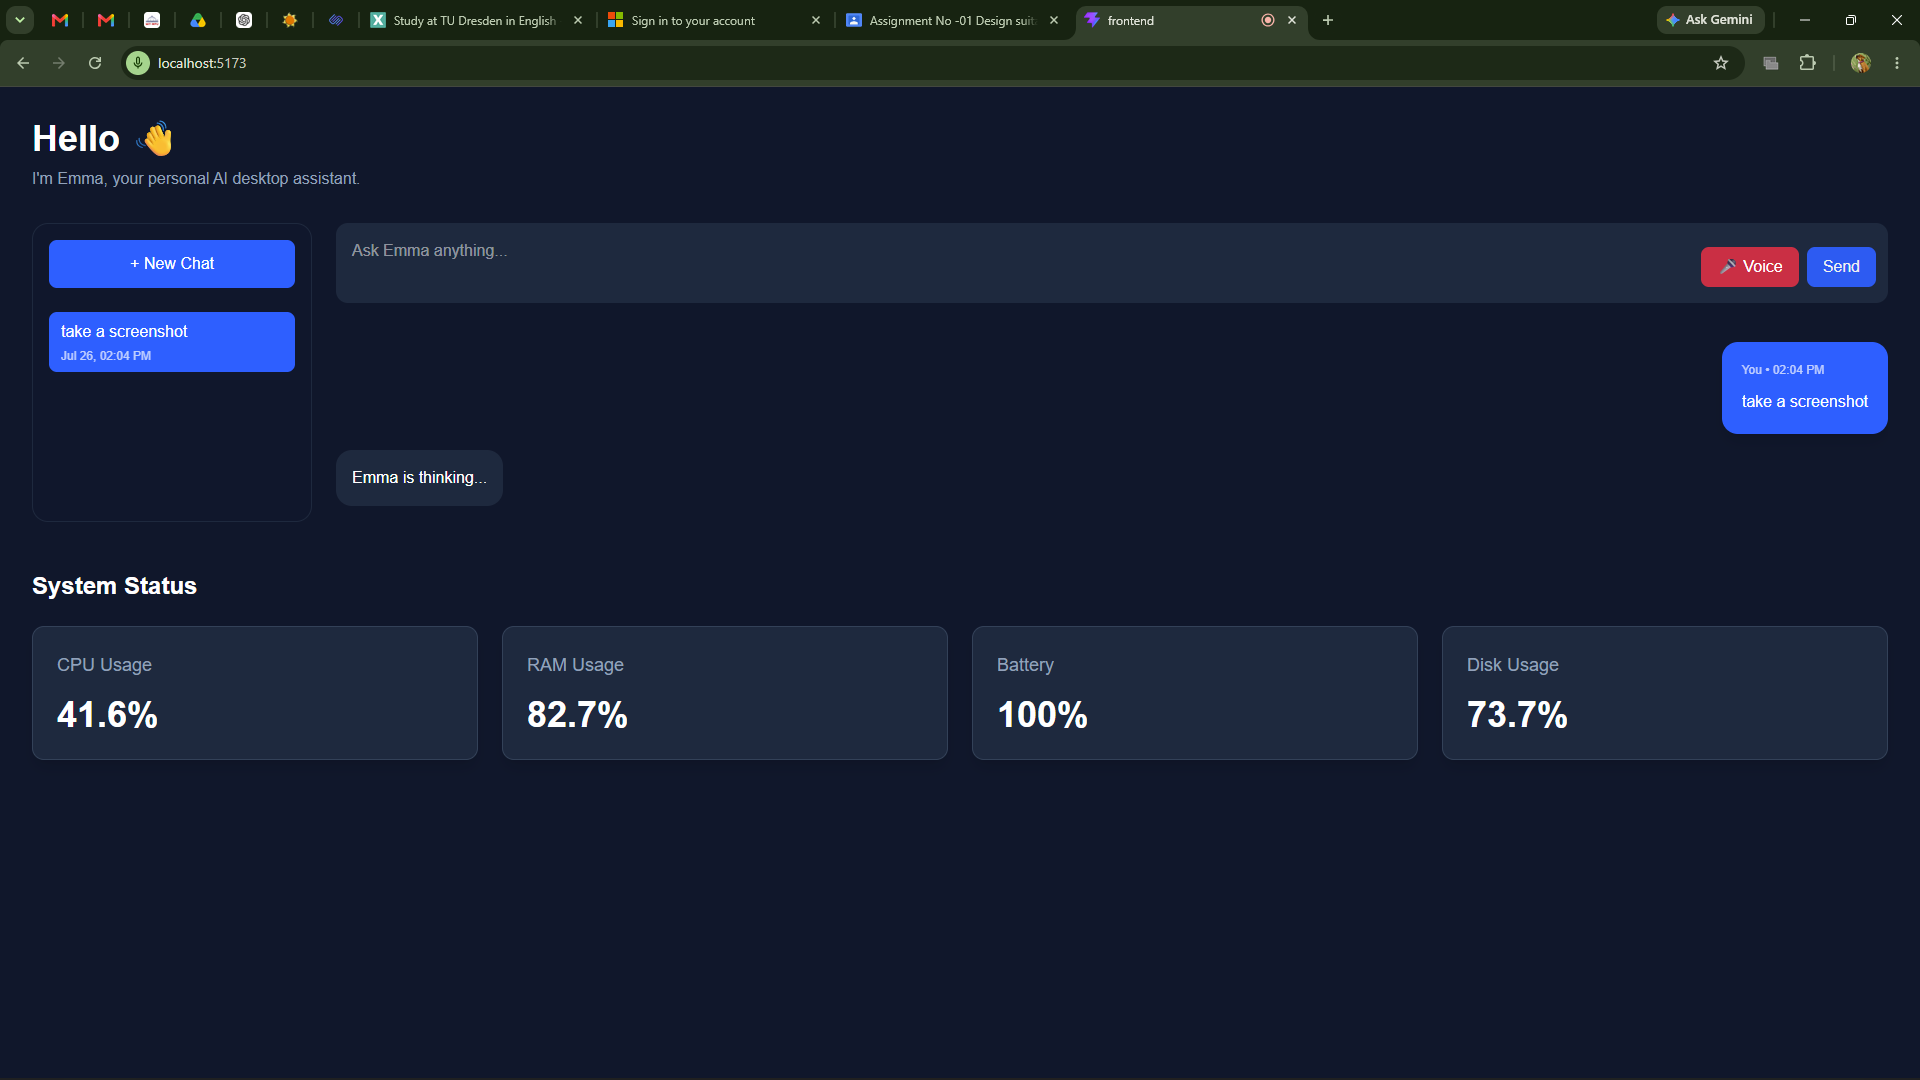 Study at TU Dresden in English
Sign in to your account
Assignment No -01 Design suit
frontend
Ask Gemini
localhost:5173
Hello 👋
I'm Emma, your personal AI desktop assistant.
+ New Chat
take a screenshot
Jul 26, 02:04 PM
Ask Emma anything...
🎤 Voice
Send
You • 02:04 PM
take a screenshot
Emma is thinking...
System Status
CPU Usage
41.6%
RAM Usage
82.7%
Battery
100%
Disk Usage
73.7%